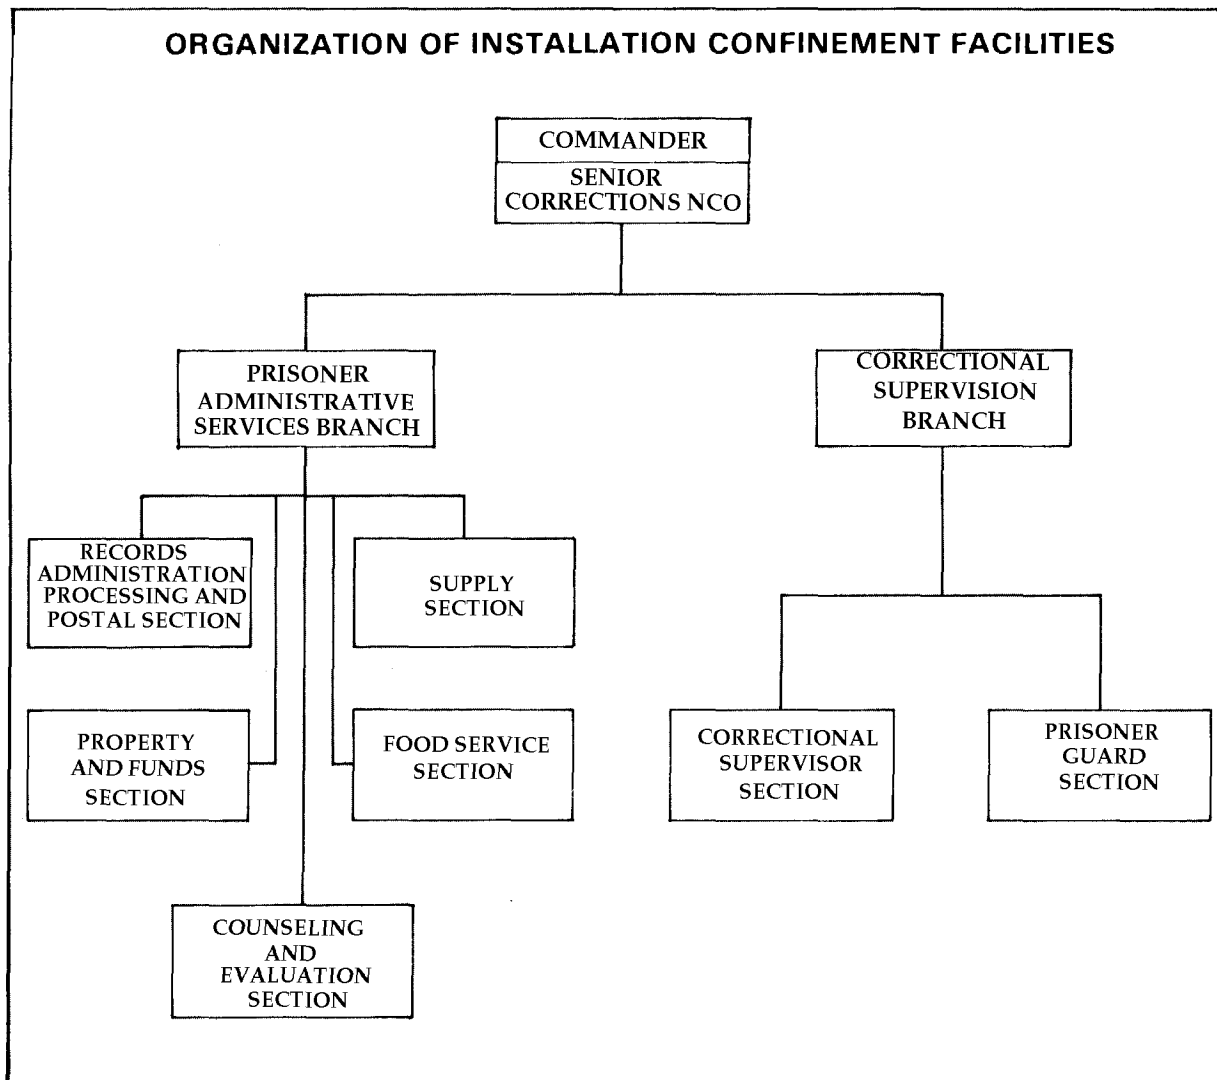 ORGANIZATION OF INSTALLATION CONFINEMENT FACILITIES
COMMANDER
SENIOR
CORRECTIONS NCO
PRISONER
ADMINISTRATIVE
SERVICES BRANCH
CORRECTIONAL
SUPERVISION
BRANCH
RECORDS
ADMINISTRATION
PROCESSING AND
POSTAL SECTION
SUPPLY
SECTION
PROPERTY
AND FUNDS
SECTION
FOOD SERVICE
SECTION
CORRECTIONAL
SUPERVISOR
SECTION
PRISONER
GUARD
SECTION
COUNSELING
AND
EVALUATION
SECTION